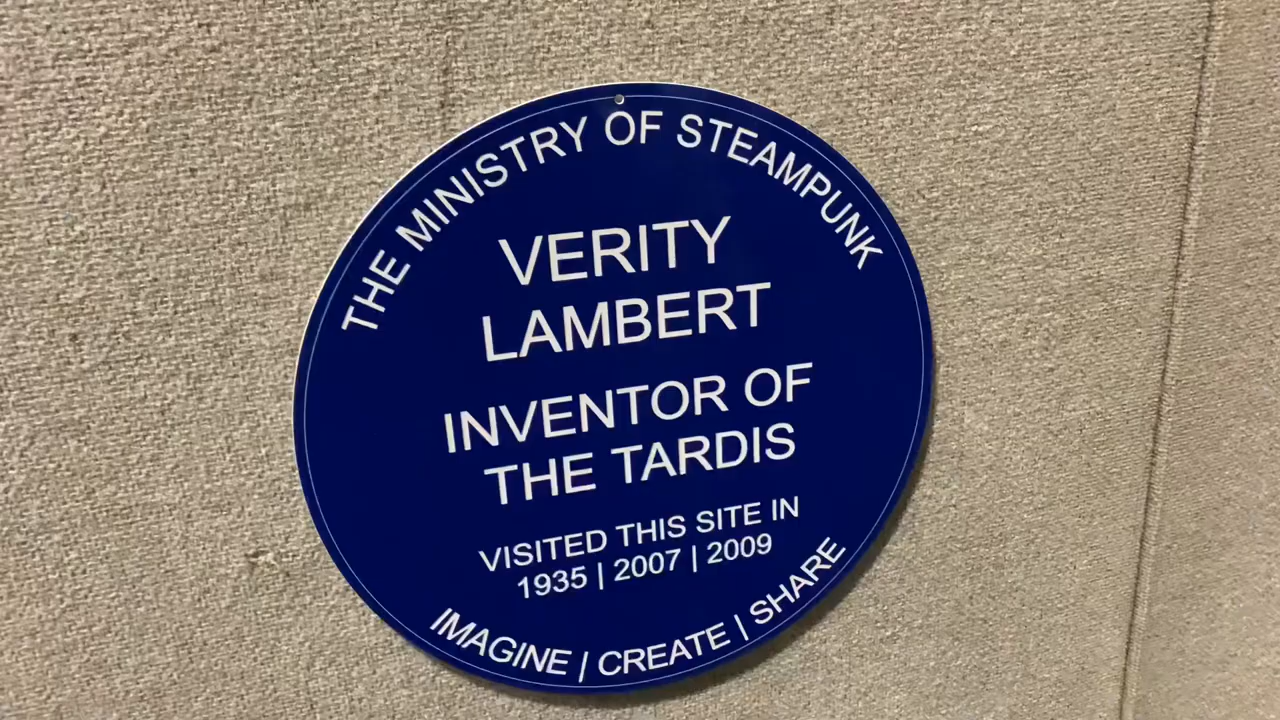 THE MINISTRY OF STEAMPUNK
VERITY
LAMBERT
INVENTOR OF
THE TARDIS
VISITED THIS SITE IN
1935 | 2007 | 2009
IMAGINE / CREATE | SHARE